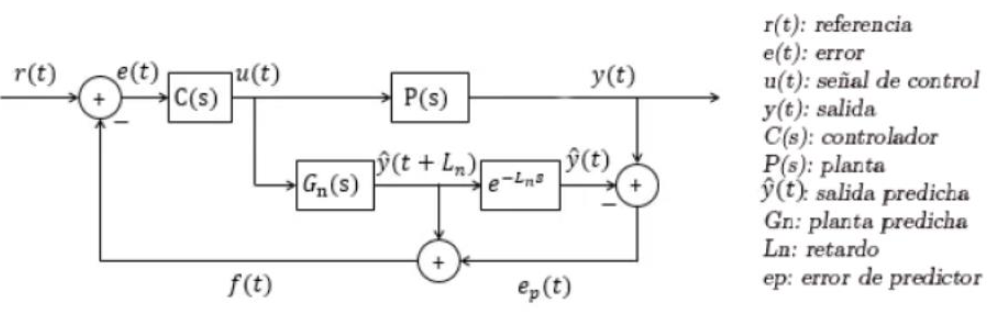 r(t)
e(t)
+
−
C(s)
u(t)
P(s)
y(t)
Gₙ(s)
ŷ(t + Lₙ)
e^{-Lₙs}
ŷ(t)
+
−
+
f(t)
eₚ(t)
r(t): referencia
e(t): error
u(t): señal de control
y(t): salida
C(s): controlador
P(s): planta
ŷ(t): salida predicha
Gn: planta predicha
Ln: retardo
ep: error de predictor